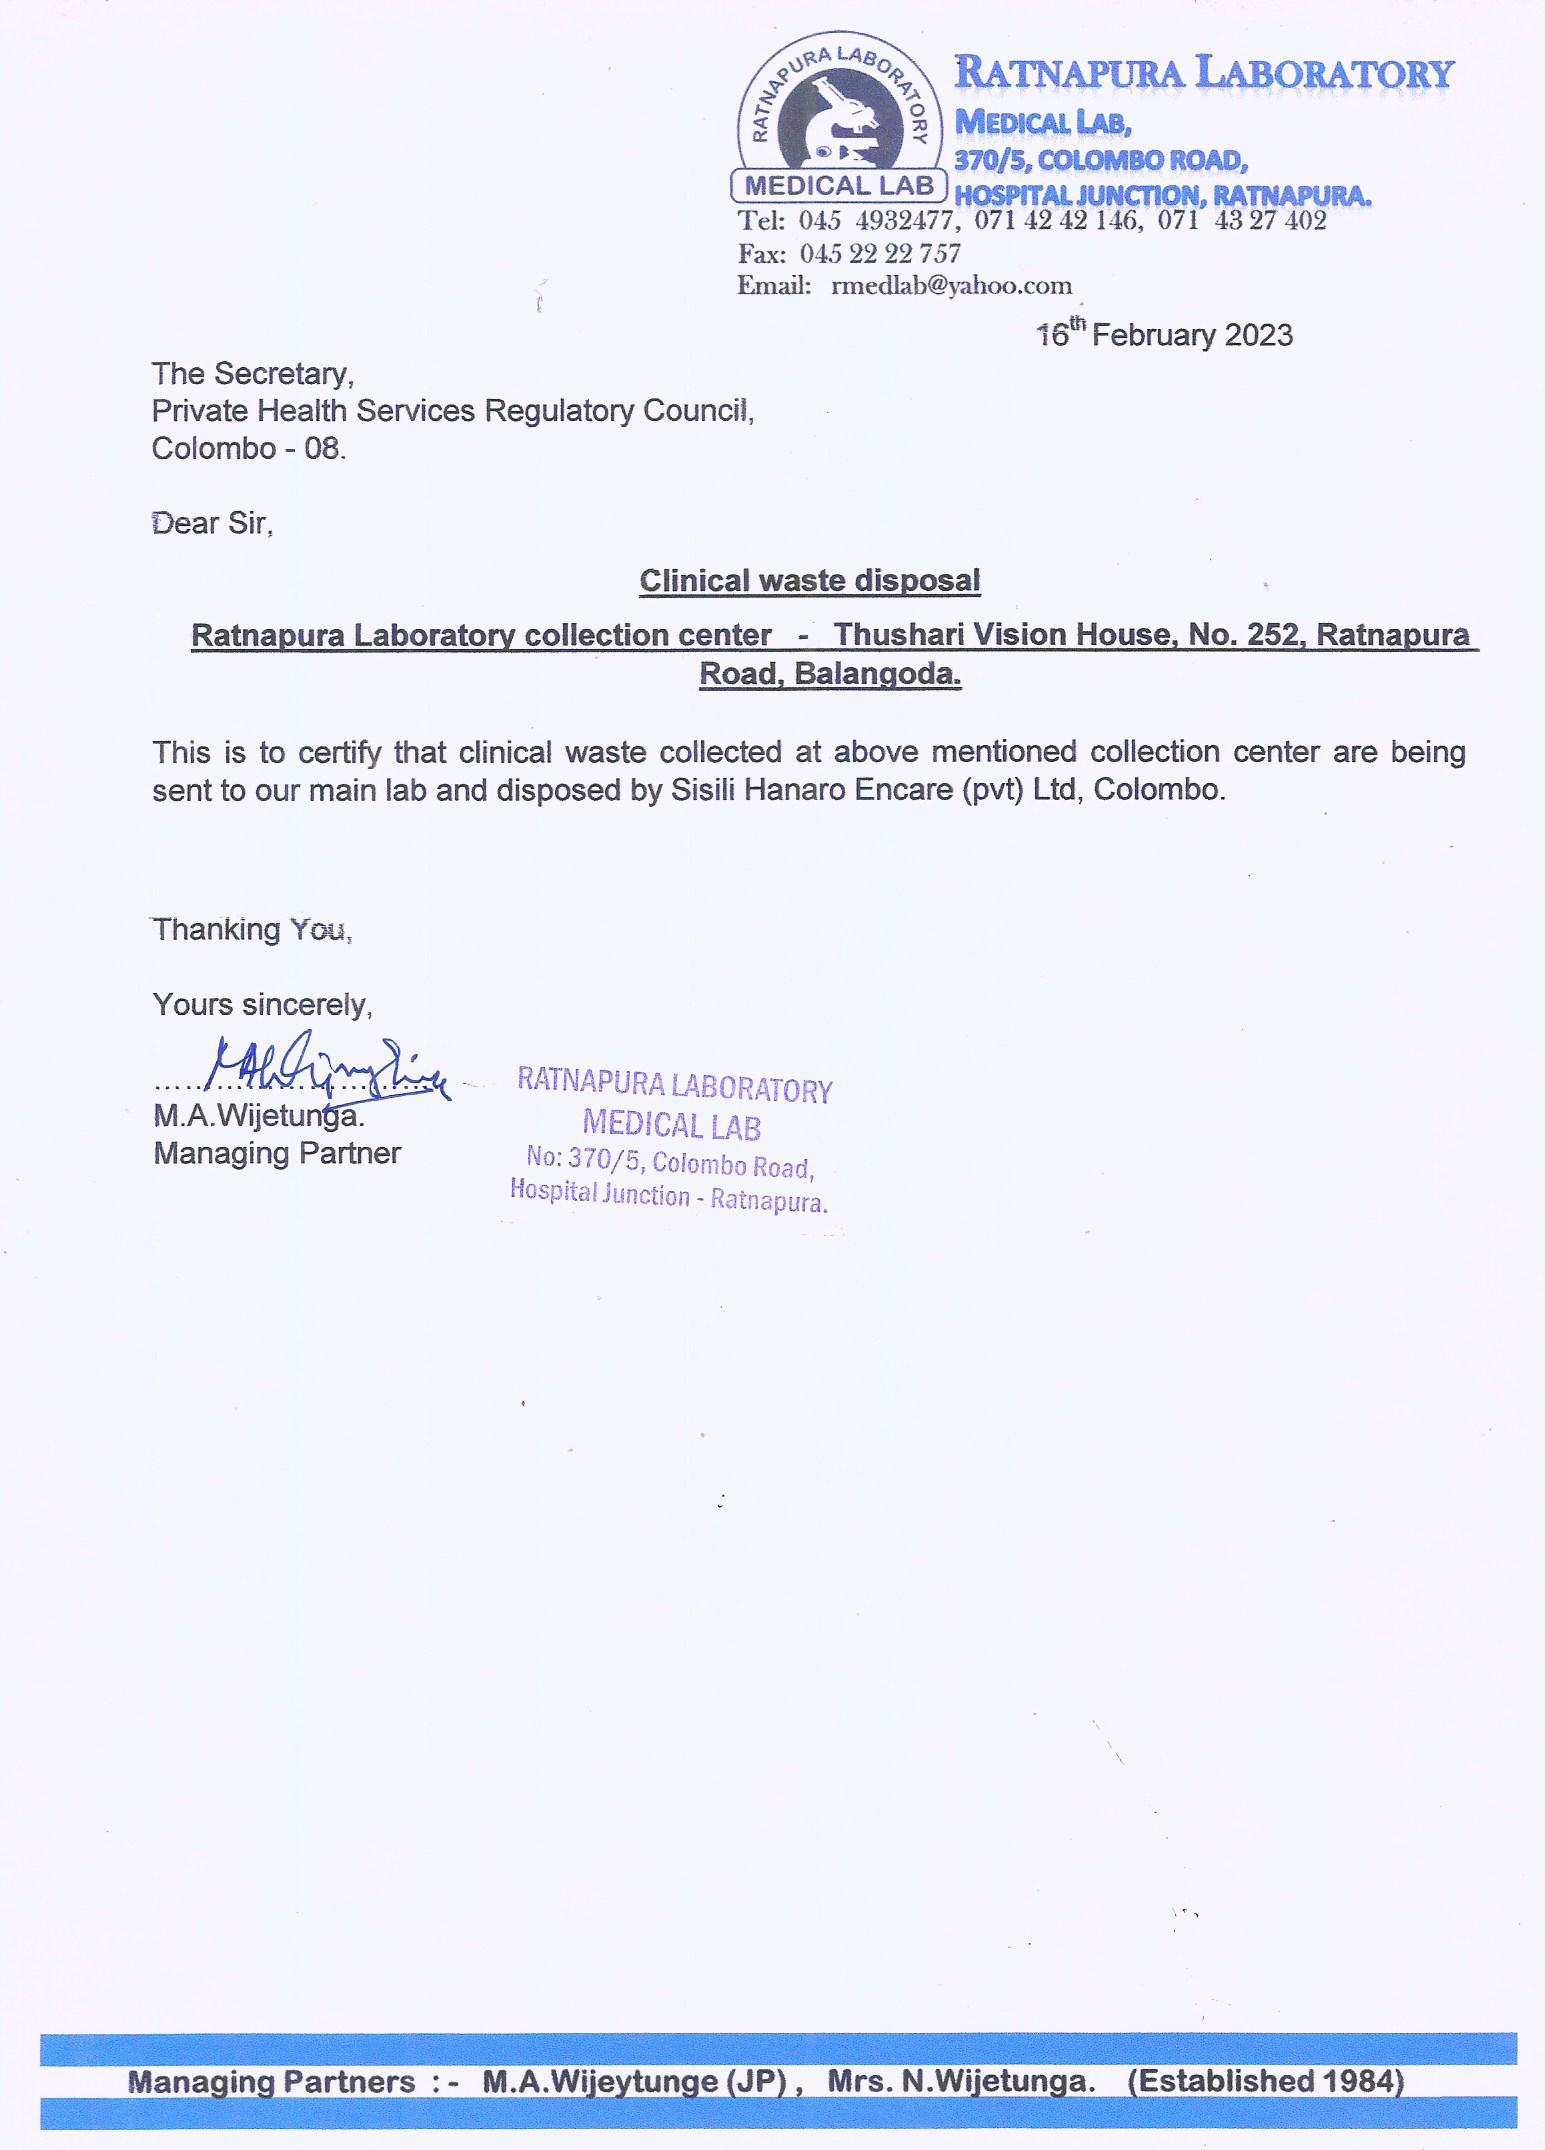 RATNAPURA LABORATORY
MEDICAL LAB
RATNAPURA LABORATORY
MEDICAL LAB,
370/5, COLOMBO ROAD,
HOSPITAL JUNCTION, RATNAPURA.
Tel: 045 4932477, 071 42 42 146, 071 43 27 402
Fax: 045 22 22 757
Email: rmedlab@yahoo.com
16th February 2023
The Secretary,
Private Health Services Regulatory Council,
Colombo - 08.
Dear Sir,
Clinical waste disposal
Ratnapura Laboratory collection center - Thushari Vision House, No. 252, Ratnapura
Road, Balangoda.
This is to certify that clinical waste collected at above mentioned collection center are being
sent to our main lab and disposed by Sisili Hanaro Encare (pvt) Ltd, Colombo.
Thanking You,
Yours sincerely,
M.A.Wijetunga.
Managing Partner
RATNAPURA LABORATORY
MEDICAL LAB
No: 370/5, Colombo Road,
Hospital Junction - Ratnapura.
Managing Partners :- M.A.Wijeytunge (JP) , Mrs. N.Wijetunga. (Established 1984)